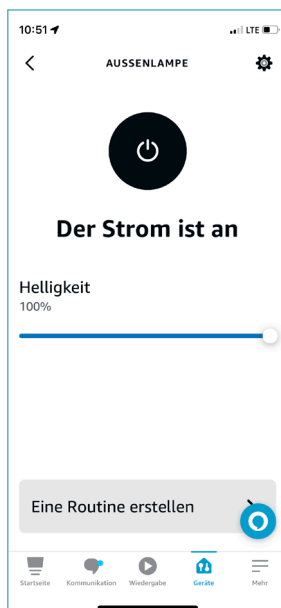 10:51 LTE
AUSSENLAMPE
Der Strom ist an
Helligkeit
100%
Eine Routine erstellen
Startseite Kommunikation Wiedergabe Geräte Mehr